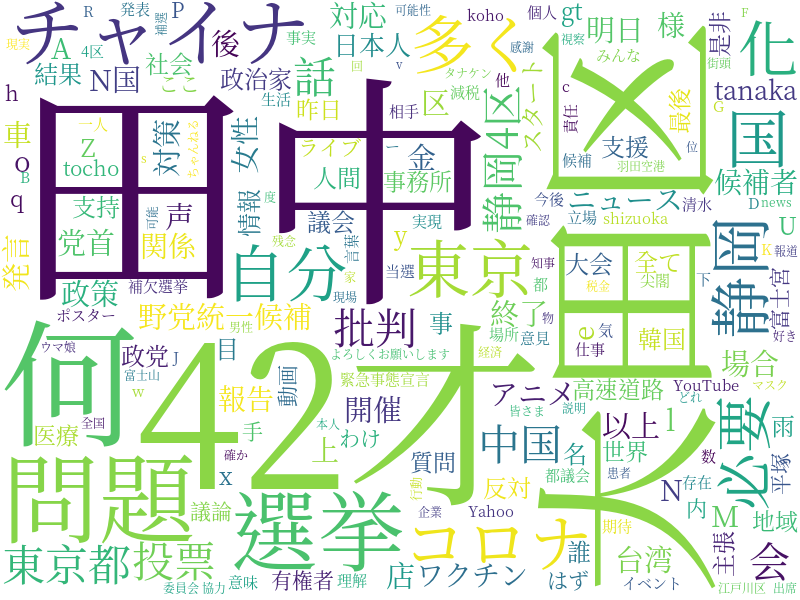 チャイナ
後
発表
R
P
対応
可能性
koho
個人
gt
明日
様
是非
F
現実
補選
4区
A
社会
N国
政治家
話
日本人
感謝
視察
みんな
街頭
化
結果
ここ
事実
v
回
タナケン
他
多く
区
h
田中
昨日
生活
相手
減税
区
スタート
c
責任
最後
G
tanaka
車
o
一人
対策
女性
ライブ
ー
金
静岡4区
支援
国
B
Z
tocho
s
ちゃんねる
人間
事務所
候補
羽田空港
位
q
支持
情報
議会
度
実現
ニュース
候補者
今後
立場
清水
D
news
発言
党首
可能
声
関係
言葉
y
確認
shizuoka
U
自分
残念
東京
大会
全て
K
報道
静岡
政策
補欠選挙
家
現場
当選
知事
都
尖閣
下
税金
ポスター
野党統一候補
男性
批判
事
終了
場所
物
意見
e
気
仕事
韓国
富士宮
好き
何
42才
ウマ娘
政党
J
目
よろしくお願いします
経済
場合
富士山
w
報告
動画
緊急事態宣言
アニメ
高速道路
YouTube
マスク
全国
手
開催
皆さま
説明
どれ
医療
確か
本人
上
わけ
中国
以上
l
必要
雨
問題
x
選挙
質問
名
世界
数
平塚
議論
行動
反対
都議会
患者
N
存在
内
企業
Yahoo
期待
M
地域
東京都
投票
コロナ
誰
台湾
主張
会
委員会
協力
意味
有権者
理解
店
ワクチン
はず
イベント
江戸川区
出席
長